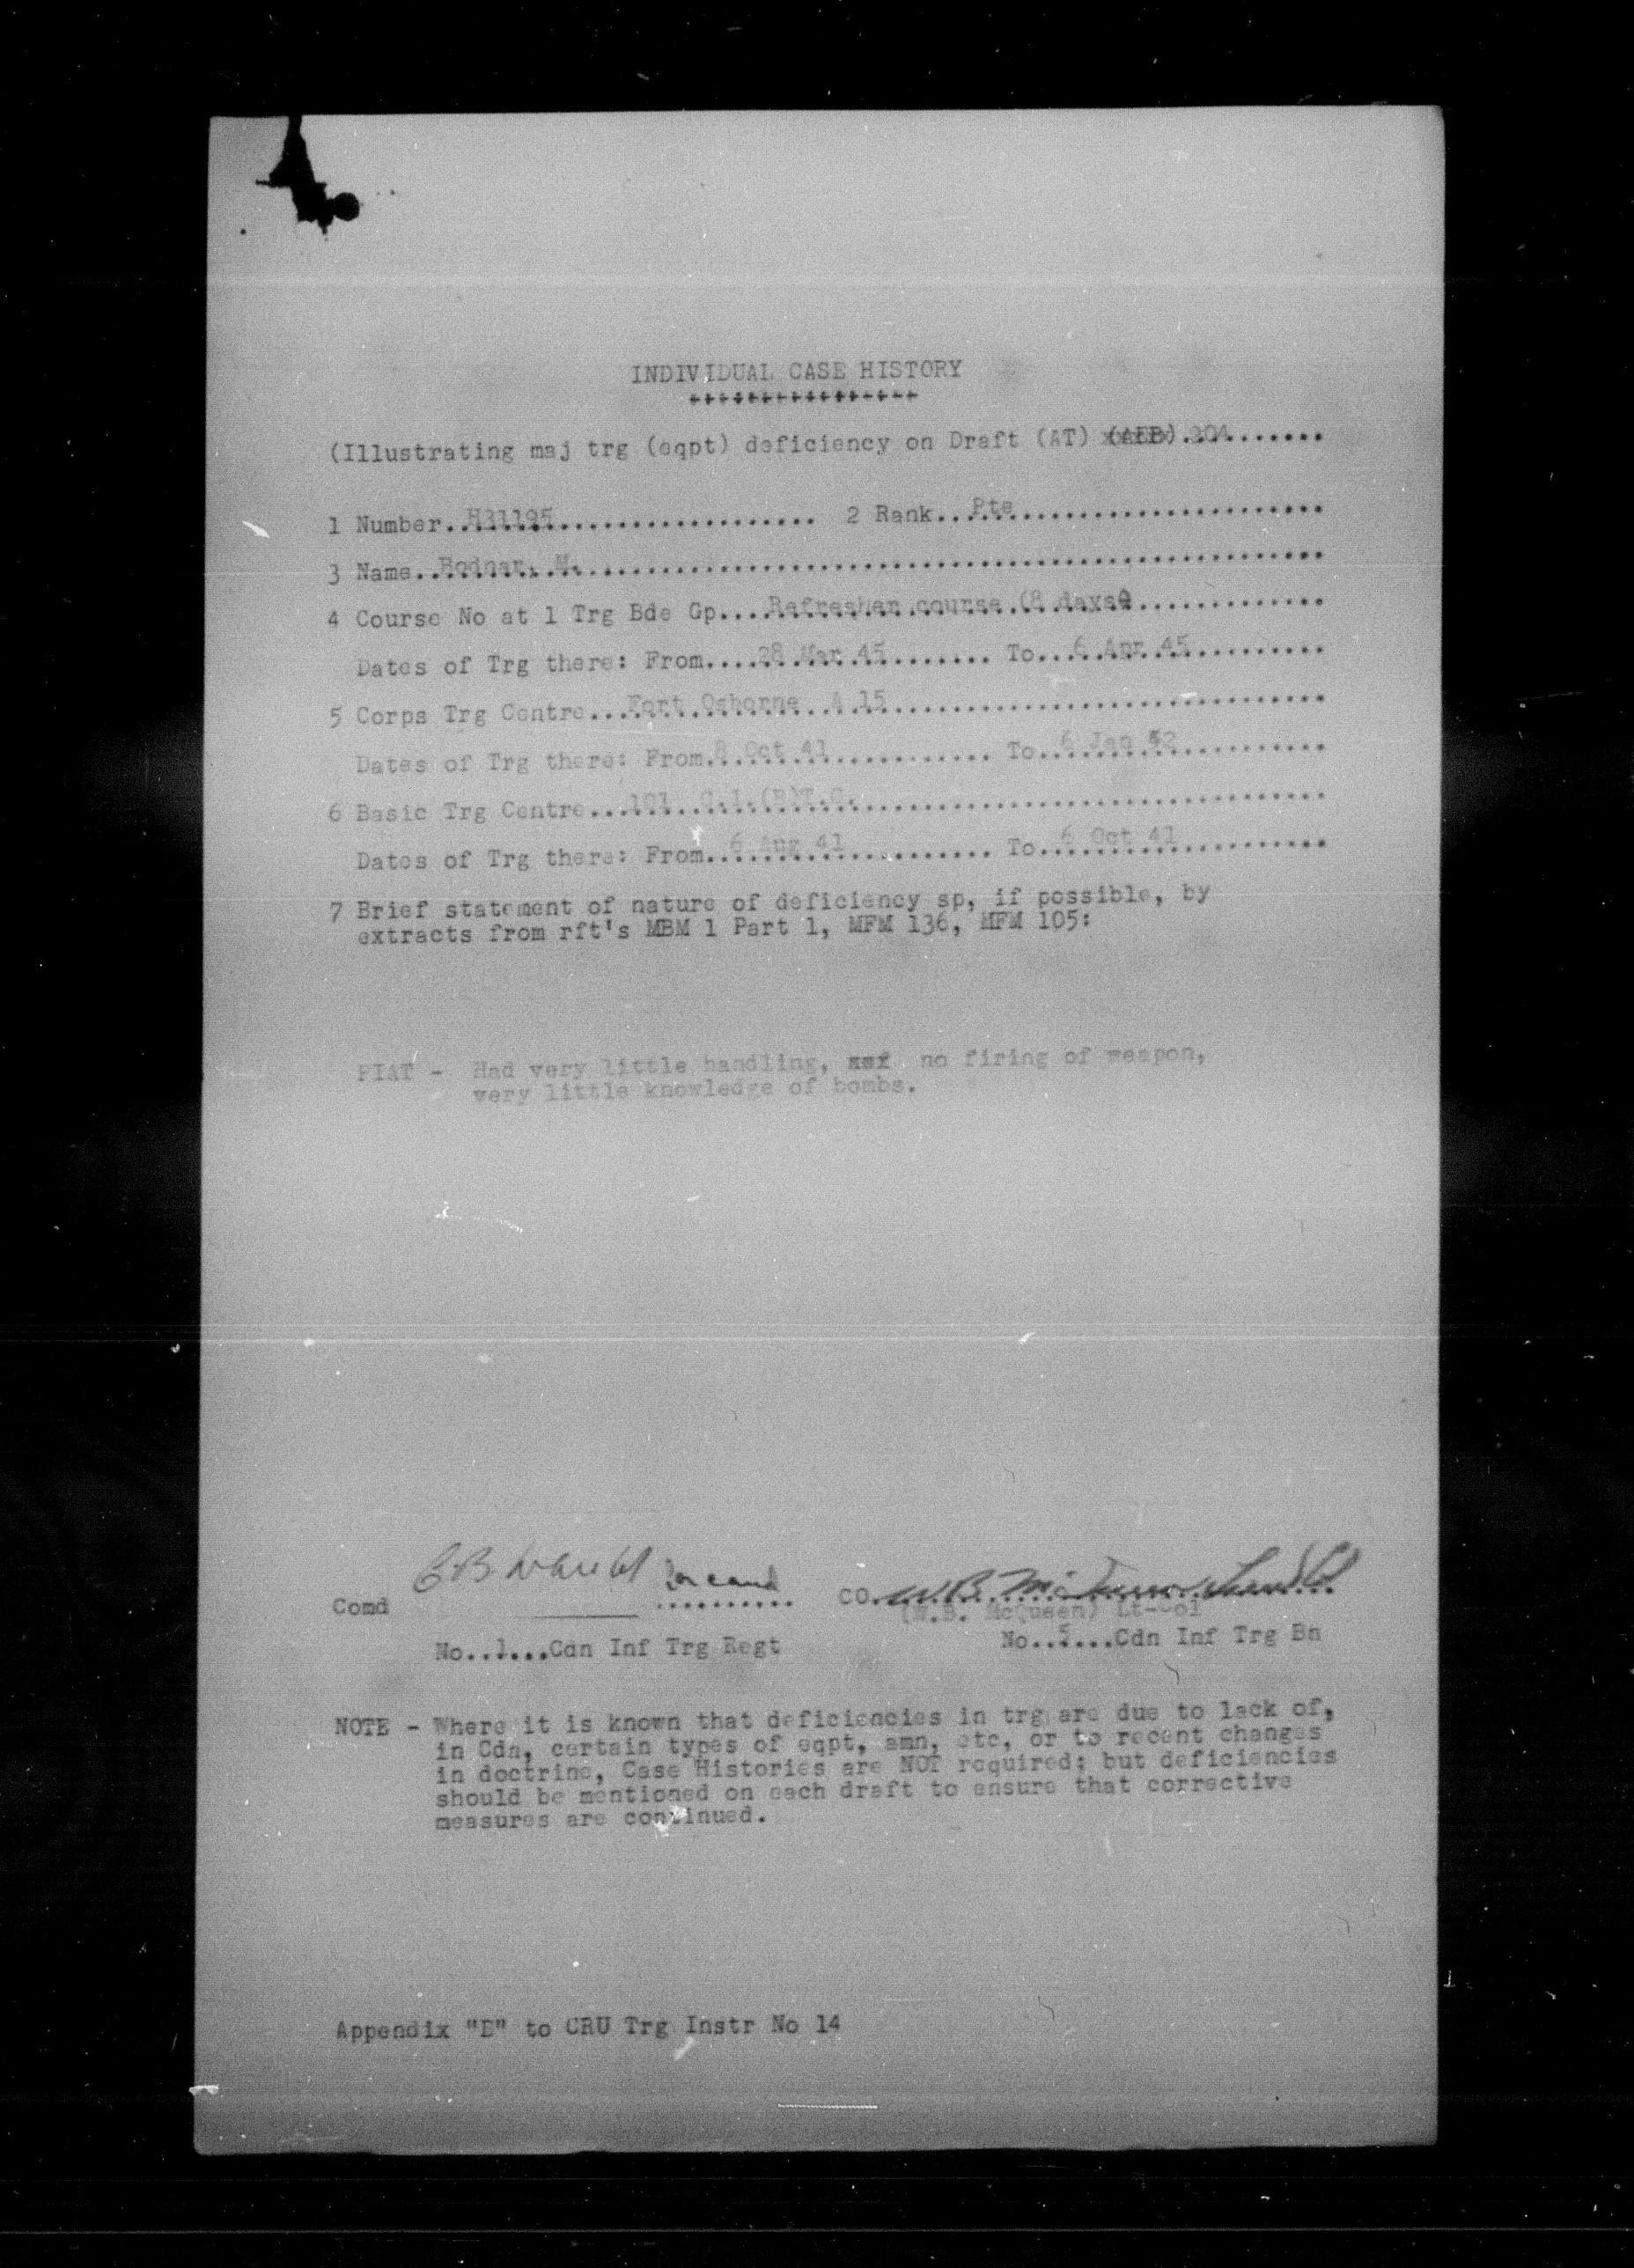 INDIVIDUAL CASE HISTORY
++++++++++++++++
(Illustrating maj trg (eqpt) deficiency on Draft (AT) (AEB)..204..........
1 Number..H31195.......................... 2 Rank...Pte........................
3 Name..Bodnar, M...................................................
4 Course No at 1 Trg Bde Gp....Refresher course (8 days)..............
Dates of Trg there: From....28 Mar 45....... To...6 Apr 45..........
5 Corps Trg Centre...Fort Osborne A 15...............................
Dates of Trg there: From.8 Oct 41............ To..6 Jan 42...........
6 Basic Trg Centre...101 C.I.(B)T.C.................................
Dates of Trg there: From..6 Aug 41.......... To..6 Oct 41...........
7 Brief statement of nature of deficiency sp, if possible, by
extracts from rft's MBM 1 Part 1, MFM 136, MFM 105:
PIAT - Had very little handling, no firing of weapon,
very little knowledge of bombs.
Comd .......... CO.W.B. McQueen
(W.B. McQueen) Lt-Col
No..1...Cdn Inf Trg Regt No..5...Cdn Inf Trg Bn
NOTE - Where it is known that deficiencies in trg are due to lack of,
in Cda, certain types of eqpt, amn, etc, or to recent changes
in doctrine, Case Histories are NOT required; but deficiencies
should be mentioned on each draft to ensure that corrective
measures are continued.
Appendix "E" to CRU Trg Instr No 14